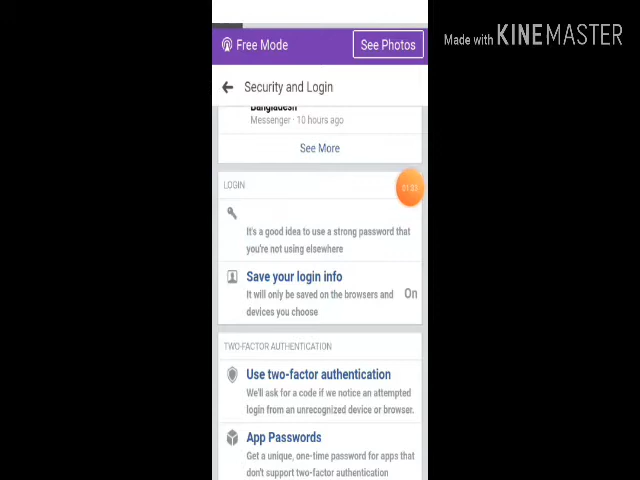 Free Mode
See Photos
Made with KINEMASTER
Security and Login
Bangladesh
Messenger · 10 hours ago
See More
LOGIN
It's a good idea to use a strong password that
you're not using elsewhere
Save your login info
It will only be saved on the browsers and
devices you choose
On
TWO-FACTOR AUTHENTICATION
Use two-factor authentication
We'll ask for a code if we notice an attempted
login from an unrecognized device or browser.
App Passwords
Get a unique, one-time password for apps that
don't support two-factor authentication